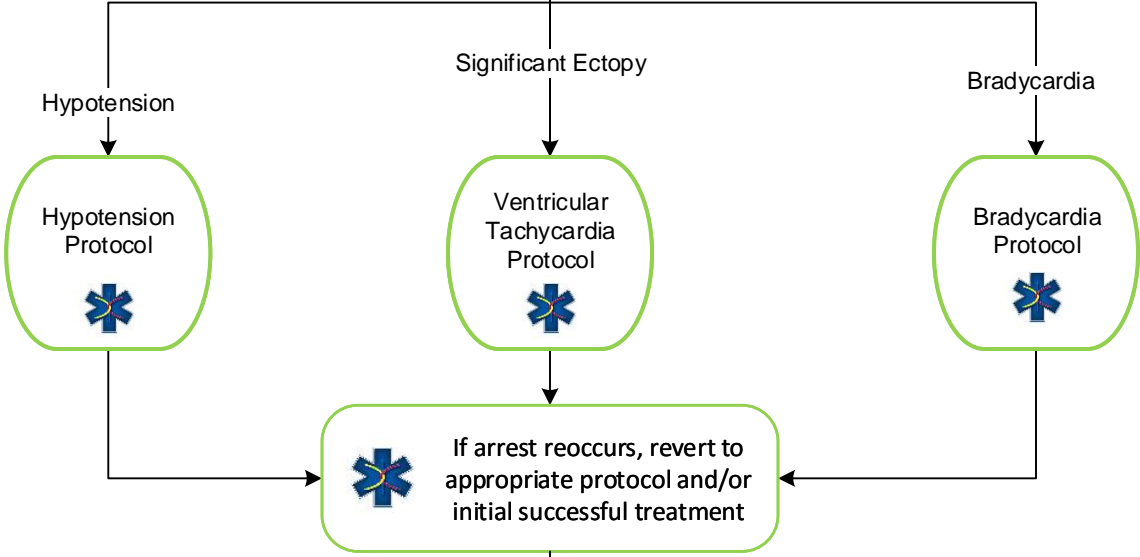 Significant Ectopy
Hypotension
Bradycardia
Hypotension
Protocol
Ventricular
Tachycardia
Protocol
Bradycardia
Protocol
If arrest reoccurs, revert to
appropriate protocol and/or
initial successful treatment